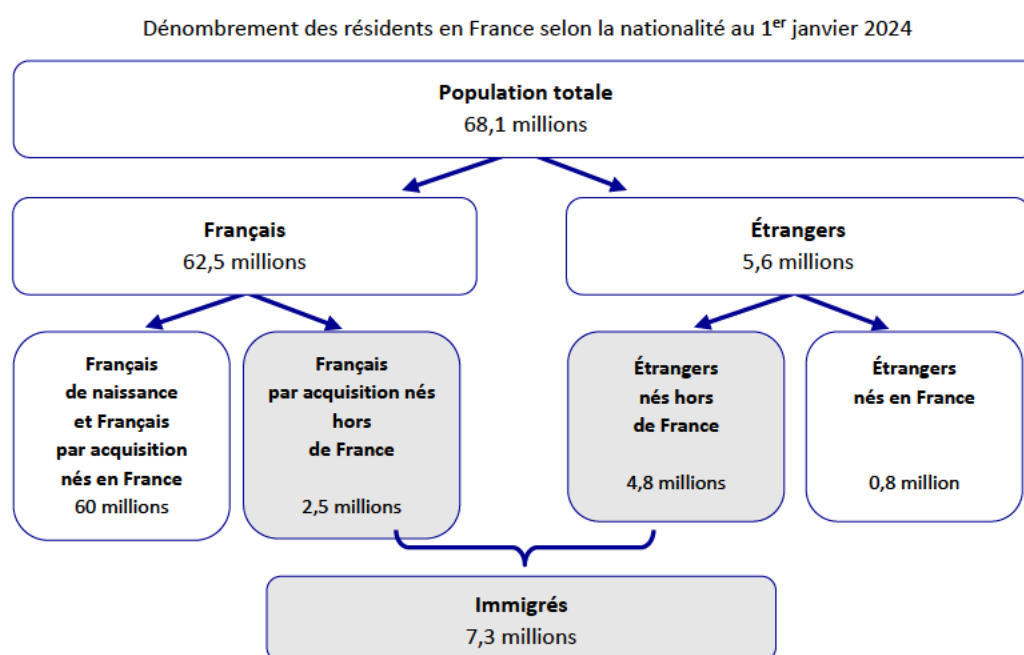 Dénombrement des résidents en France selon la nationalité au 1er janvier 2024
Population totale
68,1 millions
Français
62,5 millions
Étrangers
5,6 millions
Français
de naissance
et Français
par acquisition
nés en France
60 millions
Français
par acquisition nés
hors
de France
2,5 millions
Étrangers
nés hors
de France
4,8 millions
Étrangers
nés en France
0,8 million
Immigrés
7,3 millions